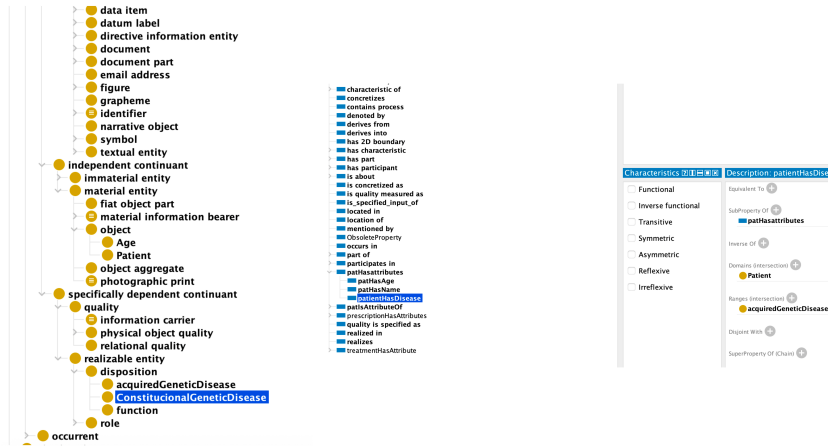 data item
datum label
directive information entity
document
document part
email address
figure
grapheme
identifier
narrative object
symbol
textual entity
independent continuant
immaterial entity
material entity
fiat object part
material information bearer
object
Age
Patient
object aggregate
photographic print
specifically dependent continuant
quality
information carrier
physical object quality
relational quality
realizable entity
disposition
acquiredGeneticDisease
ConstitucionalGeneticDisease
function
role
occurrent
characteristic of
concretizes
contains process
denoted by
derives from
derives into
has 2D boundary
has characteristic
has part
has participant
is about
is concretized as
is quality measured as
is_specified_input_of
located in
location of
mentioned by
ObsoleteProperty
occurs in
part of
participates in
patHasattributes
patHasAge
patHasName
patientHasDisease
patIsAttributeOf
prescriptionHasAttributes
quality is specified as
realized in
realizes
treatmentHasAttribute
Characteristics
Functional
Inverse functional
Transitive
Symmetric
Asymmetric
Reflexive
Irreflexive
Description: patientHasDise
Equivalent To
SubProperty Of
patHasattributes
Inverse Of
Domains (intersection)
Patient
Ranges (intersection)
acquiredGeneticDisease
Disjoint With
SuperProperty Of (Chain)